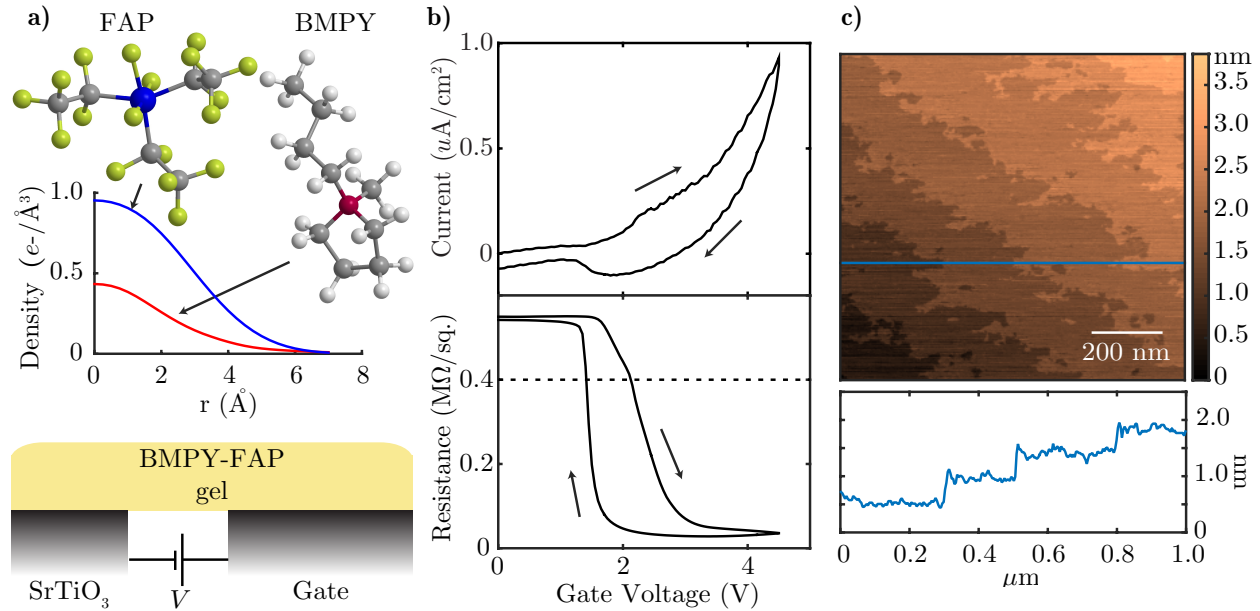 a)
FAP
BMPY
Density (e-/Å³)
1.0
0.5
0
0
2
4
6
8
r (Å)
BMPY-FAP
gel
SrTiO₃
V
Gate
b)
Current (uA/cm²)
1.0
0.5
0
Resistance (MΩ/sq.)
0.4
0.4
0.2
0
0
2
4
Gate Voltage (V)
c)
nm
3.5
3.0
2.5
2.0
1.5
1.0
0.5
0
200 nm
2.0
1.0
0
nm
0
0.2
0.4
0.6
0.8
1.0
μm